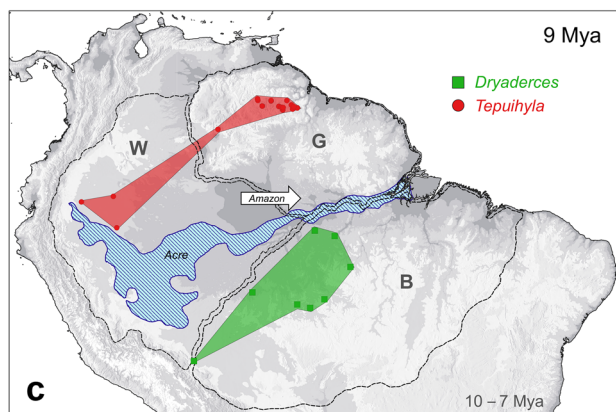 9 Mya
Dryaderces
Tepuihyla
W
G
Amazon
Acre
B
c
10 – 7 Mya